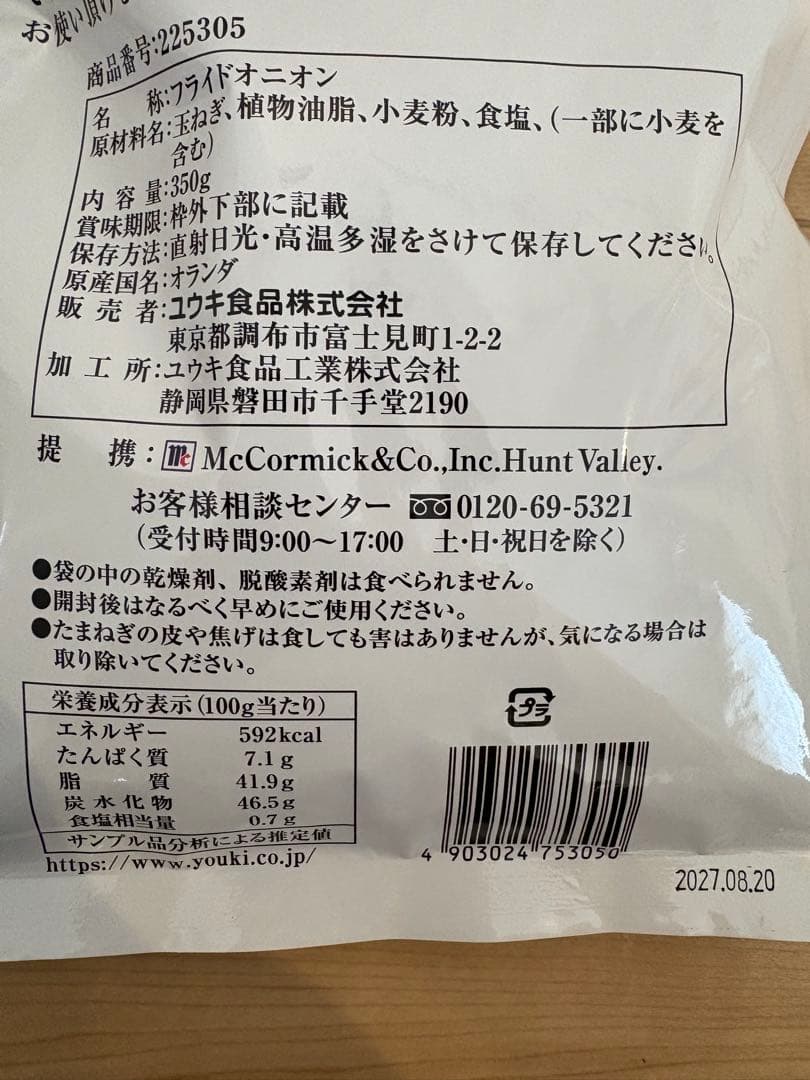 お使い頂け
商品番号:225305
名称:フライドオニオン
原材料名:玉ねぎ、植物油脂、小麦粉、食塩、(一部に小麦を
含む)
内容量:350g
賞味期限:枠外下部に記載
保存方法:直射日光・高温多湿をさけて保存してください。
原産国名:オランダ
販売者:ユウキ食品株式会社
東京都調布市富士見町1-2-2
加工所:ユウキ食品工業株式会社
静岡県磐田市千手堂2190
提携: Mc McCormick&Co.,Inc.Hunt Valley.
お客様相談センター 0120-69-5321
(受付時間9:00〜17:00 土・日・祝日を除く)
●袋の中の乾燥剤、脱酸素剤は食べられません。
●開封後はなるべく早めにご使用ください。
●たまねぎの皮や焦げは食しても害はありませんが、気になる場合は
取り除いてください。
栄養成分表示(100g当たり)
エネルギー 592kcal
たんぱく質 7.1g
脂質 41.9g
炭水化物 46.5g
食塩相当量 0.7g
サンプル品分析による推定値
https://www.youki.co.jp/
プラ
4 903024 753050
2027.08.20